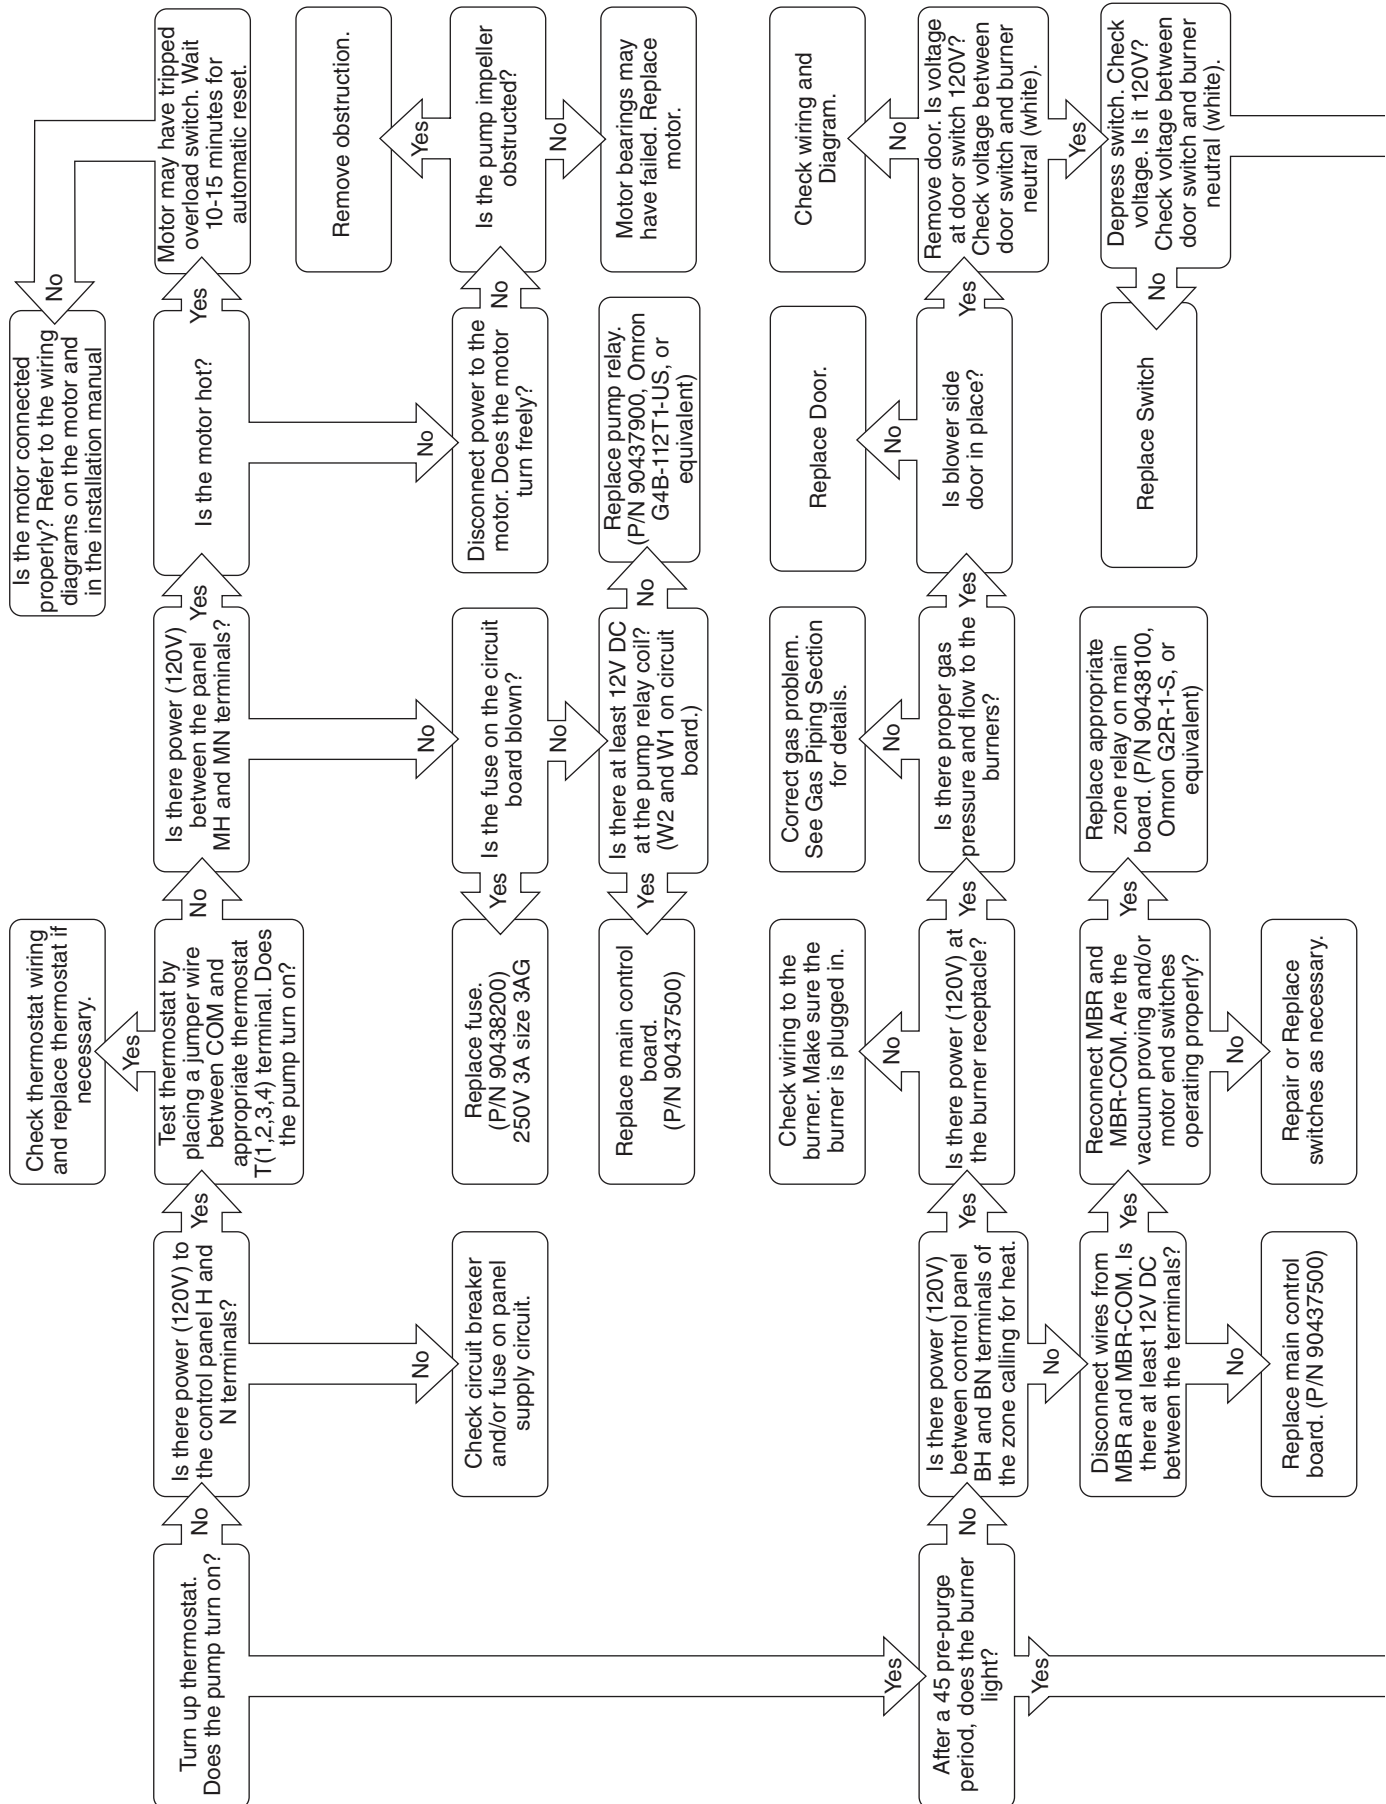 Turn up thermostat.
Does the pump turn on?
No
Is there power (120V) to
the control panel H and
N terminals?
Yes
Test thermostat by
placing a jumper wire
between COM and
appropriate thermostat
T(1,2,3,4) terminal. Does
the pump turn on?
Yes
Check thermostat wiring
and replace thermostat if
necessary.
No
Is there power (120V)
between the panel
MH and MN terminals?
Yes
Is the motor hot?
Yes
Motor may have tripped
overload switch. Wait
10-15 minutes for
automatic reset.
No
Is the motor connected
properly? Refer to the wiring
diagrams on the motor and
in the installation manual
No
Check circuit breaker
and/or fuse on panel
supply circuit.
No
Is the fuse on the circuit
board blown?
Yes
Replace fuse.
(P/N 90438200)
250V 3A size 3AG
No
Is there at least 12V DC
at the pump relay coil?
(W2 and W1 on circuit
board.)
Yes
Replace main control
board.
(P/N 90437500)
No
Replace pump relay.
(P/N 90437900, Omron
G4B-112T1-US, or
equivalent)
No
Disconnect power to the
motor. Does the motor
turn freely?
No
Is the pump impeller
obstructed?
Yes
Remove obstruction.
No
Motor bearings may
have failed. Replace
motor.
Yes
After a 45 pre-purge
period, does the burner
light?
No
Is there power (120V)
between control panel
BH and BN terminals of
the zone calling for heat.
Yes
Is there power (120V) at
the burner receptacle?
No
Check wiring to the
burner. Make sure the
burner is plugged in.
Yes
Is there proper gas
pressure and flow to the
burners?
No
Correct gas problem.
See Gas Piping Section
for details.
Yes
Is blower side
door in place?
No
Replace Door.
Yes
Remove door. Is voltage
at door switch 120V?
Check voltage between
door switch and burner
neutral (white).
No
Check wiring and
Diagram.
Yes
Depress switch. Check
voltage. Is it 120V?
Check voltage between
door switch and burner
neutral (white).
No
Replace Switch
No
Disconnect wires from
MBR and MBR-COM. Is
there at least 12V DC
between the terminals?
Yes
Reconnect MBR and
MBR-COM. Are the
vacuum proving and/or
motor end switches
operating properly?
Yes
Replace appropriate
zone relay on main
board. (P/N 90438100,
Omron G2R-1-S, or
equivalent)
No
Replace main control
board. (P/N 90437500)
No
Repair or Replace
switches as necessary.
Yes